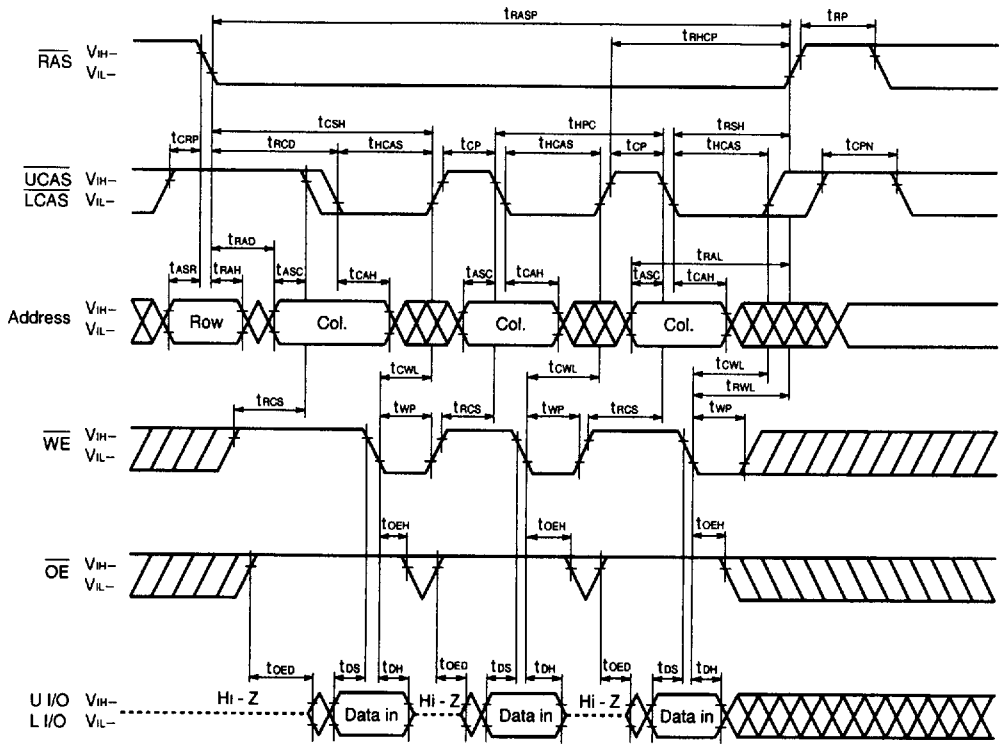 tRASP tRP
tRHCP
RAS VIH–
VIL–
tCSH tHPC tRSH
tCRP tRCD tHCAS tCP tHCAS tCP tHCAS tCPN
UCAS VIH–
LCAS VIL–
tRAD tRAL
tASR tRAH tASC tCAH tASC tCAH tASC tCAH
Address VIH–
VIL–
Row Col. Col. Col.
tCWL tCWL tCWL
tRWL
tRCS tWP tRCS tWP tRCS tWP
WE VIH–
VIL–
tOEH tOEH tOEH
OE VIH–
VIL–
tOED tDS tDH tOED tDS tDH tOED tDS tDH
U I/O VIH–
L I/O VIL–
Hi - Z Data in Hi - Z Data in Hi - Z Data in